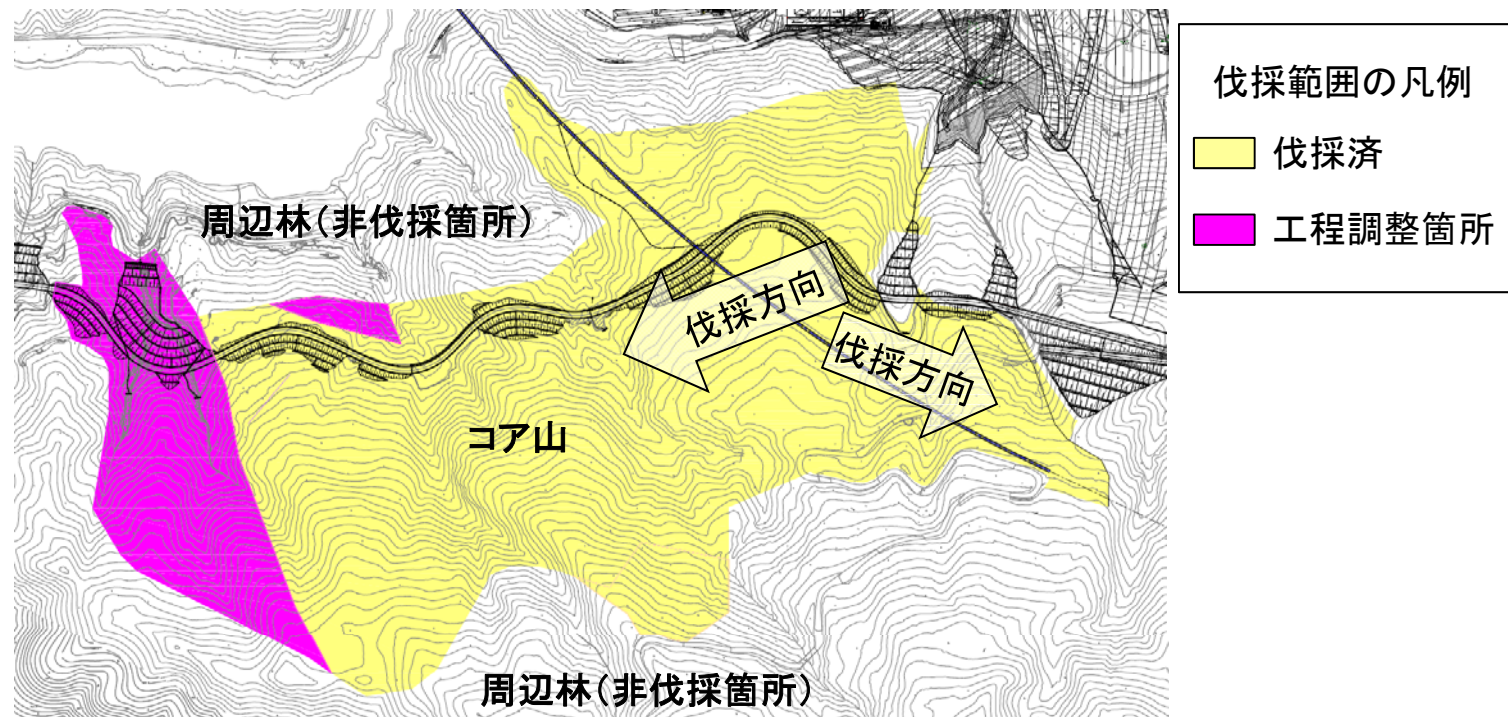 伐採範囲の凡例
伐採済
工程調整箇所
周辺林(非伐採箇所)
伐採方向
伐採方向
コア山
周辺林(非伐採箇所)